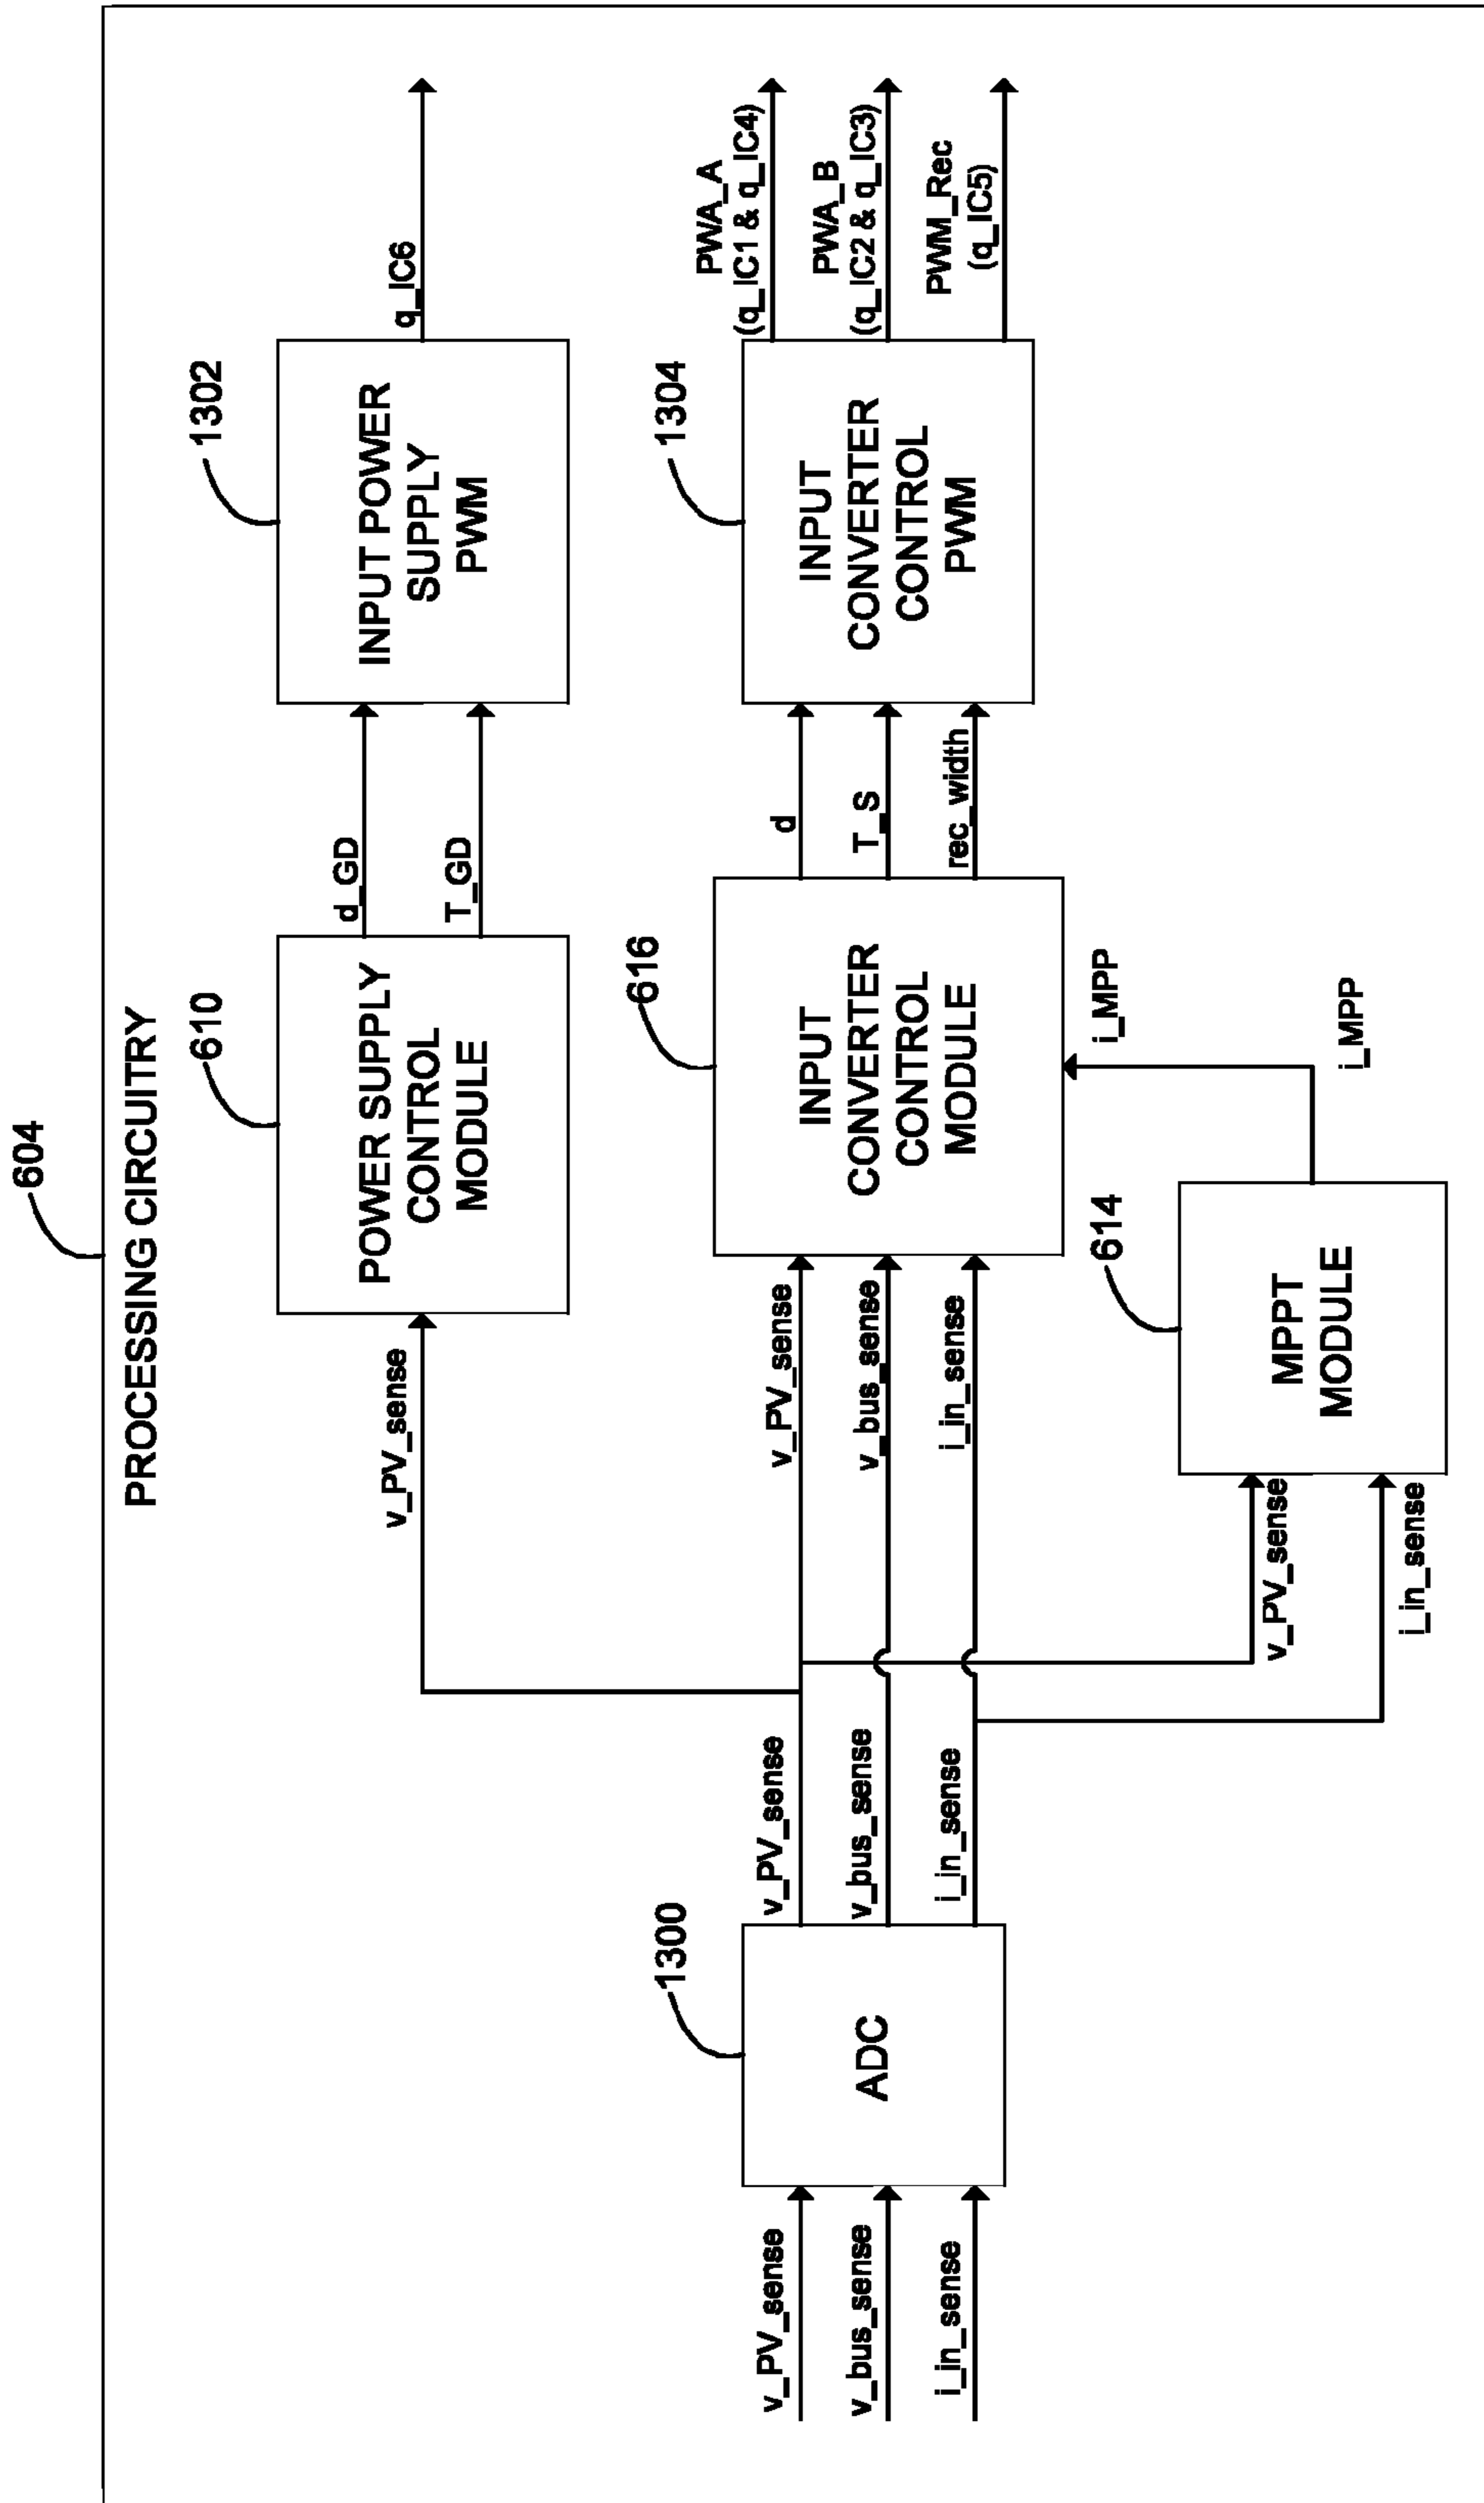 604
PROCESSING CIRCUITRY
610
POWER SUPPLY
CONTROL
MODULE
v_PV_sense
d_GD
T_GD
1302
INPUT POWER
SUPPLY
PWM
q_IC6
1300
ADC
v_PV_sense
v_bus_sense
i_in_sense
v_PV_sense
v_bus_sense
i_in_sense
v_PV_sense
v_bus_sense
i_in_sense
616
INPUT
CONVERTER
CONTROL
MODULE
d
T_S
rec_width
1304
INPUT
CONVERTER
CONTROL
PWM
PWA_A
(q_IC1 & q_IC4)
PWA_B
(q_IC2 & q_IC3)
PWM_Rec
(q_IC5)
i_MPP
614
MPPT
MODULE
v_PV_sense
i_in_sense
i_MPP